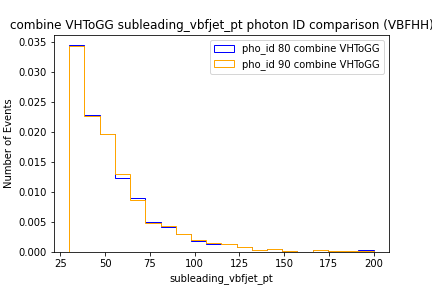 combine VHToGG subleading_vbfjet_pt photon ID comparison (VBFHH)
pho_id 80 combine VHToGG
pho_id 90 combine VHToGG
Number of Events
0.035
0.030
0.025
0.020
0.015
0.010
0.005
0.000
25 50 75 100 125 150 175 200
subleading_vbfjet_pt